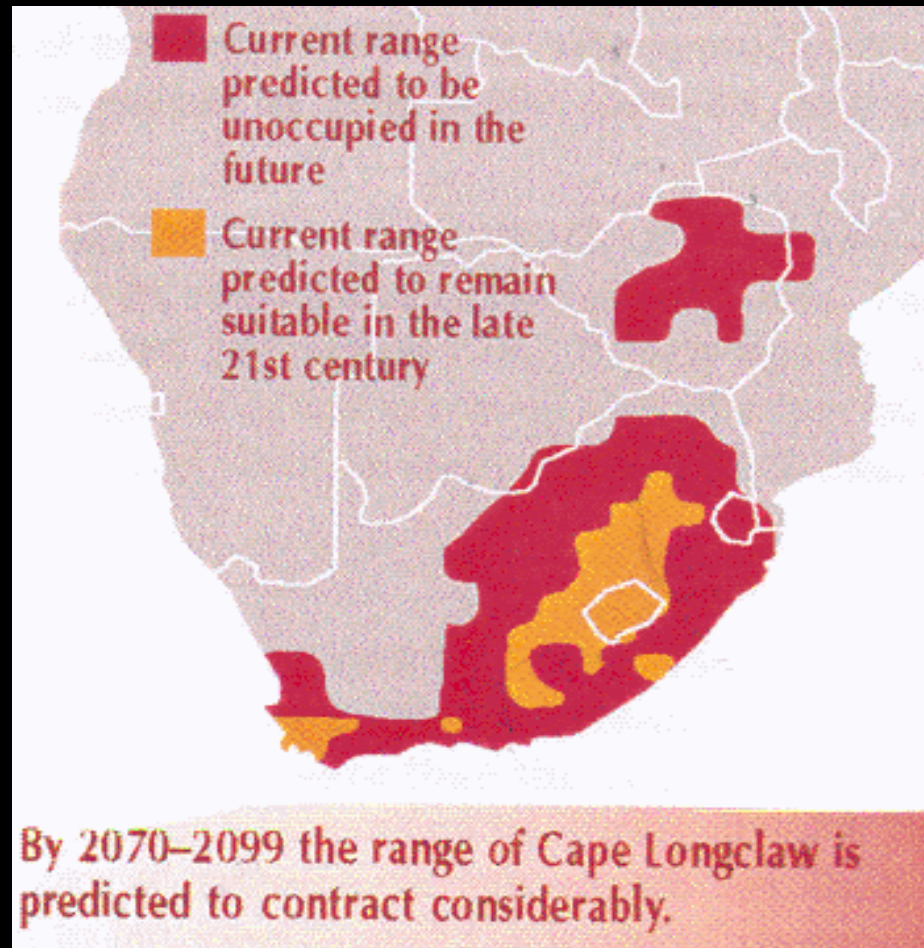 Current range
predicted to be
unoccupied in the
future
Current range
predicted to remain
suitable in the late
21st century
By 2070–2099 the range of Cape Longclaw is
predicted to contract considerably.